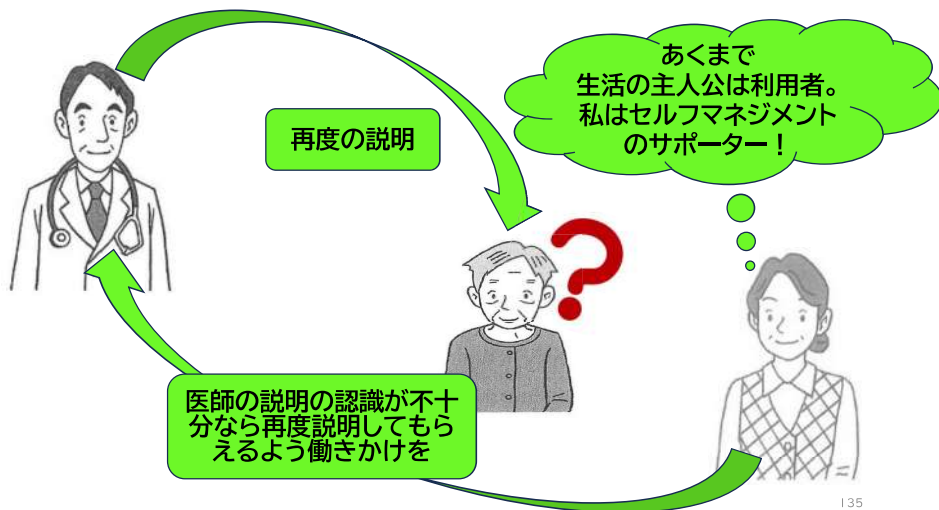 再度の説明
あくまで
生活の主人公は利用者。
私はセルフマネジメント
のサポーター！
?
医師の説明の認識が不十
分なら再度説明してもら
えるよう働きかけを
135